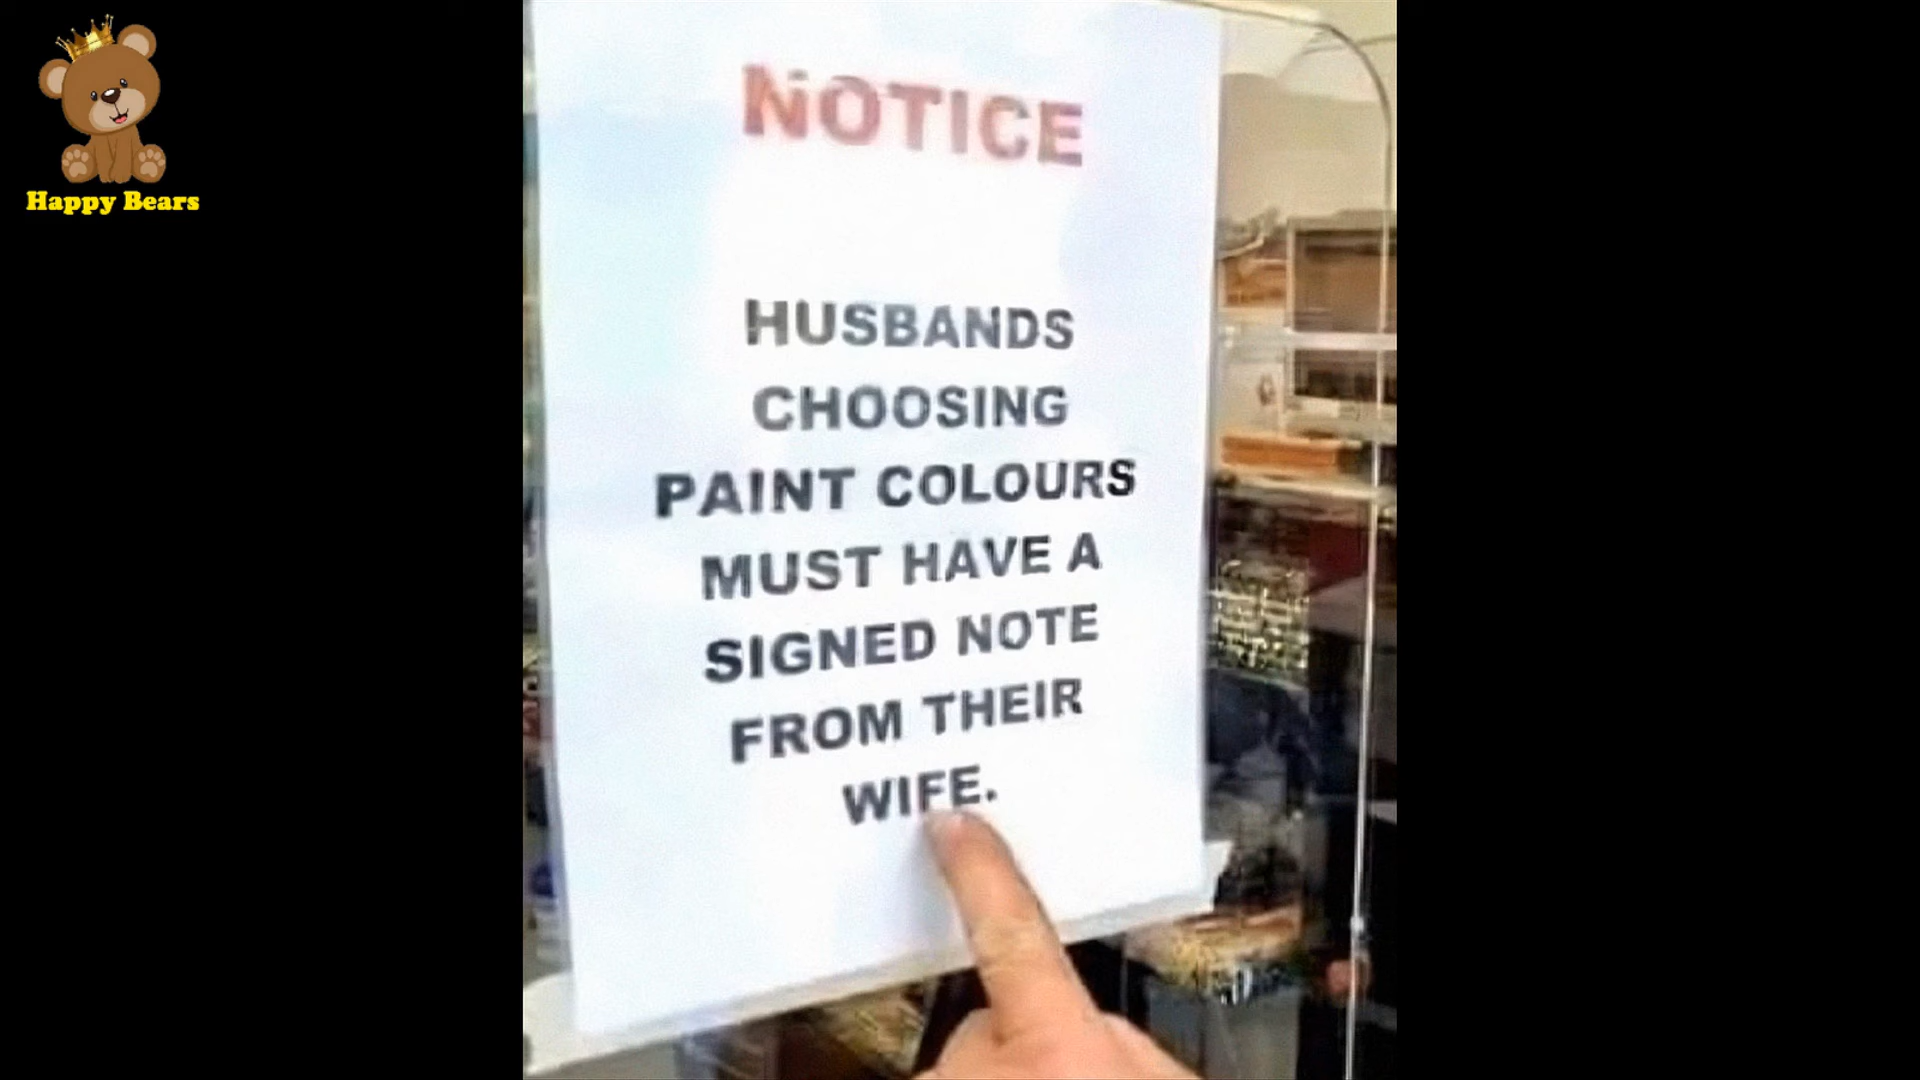 Happy Bears
NOTICE
HUSBANDS
CHOOSING
PAINT COLOURS
MUST HAVE A
SIGNED NOTE
FROM THEIR
WIFE.